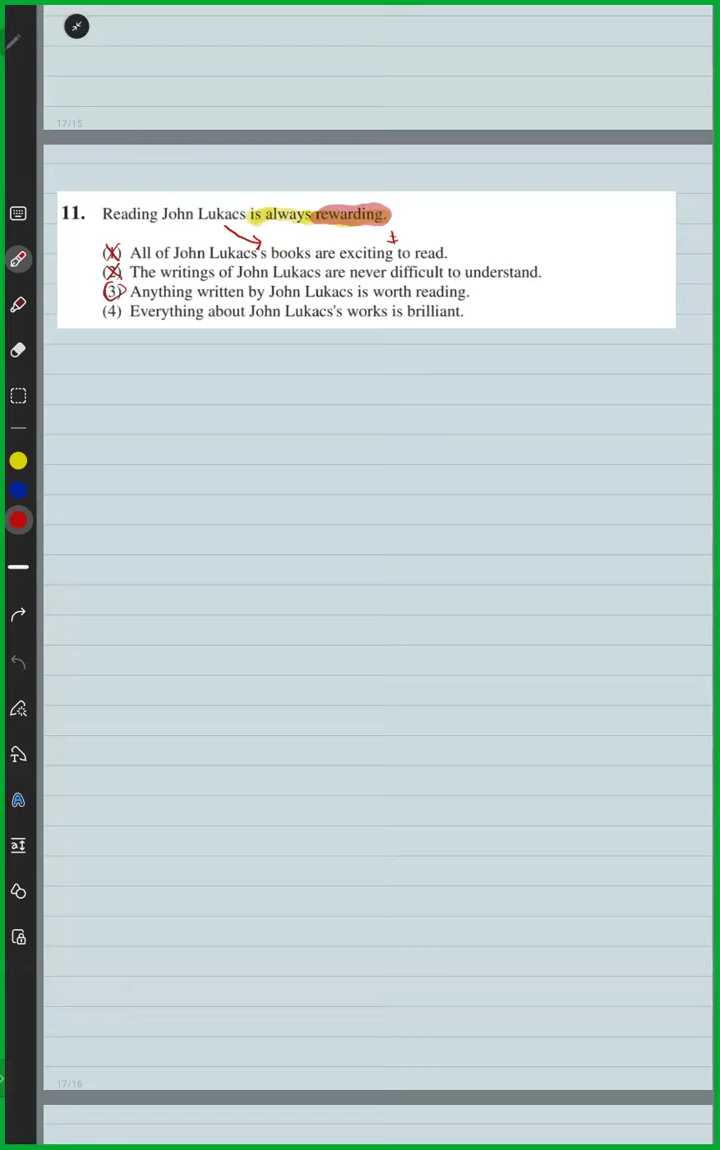 17/15
11. Reading John Lukacs is always rewarding.
≠
(1) All of John Lukacs's books are exciting to read.
(2) The writings of John Lukacs are never difficult to understand.
(3) Anything written by John Lukacs is worth reading.
(4) Everything about John Lukacs's works is brilliant.
17/16